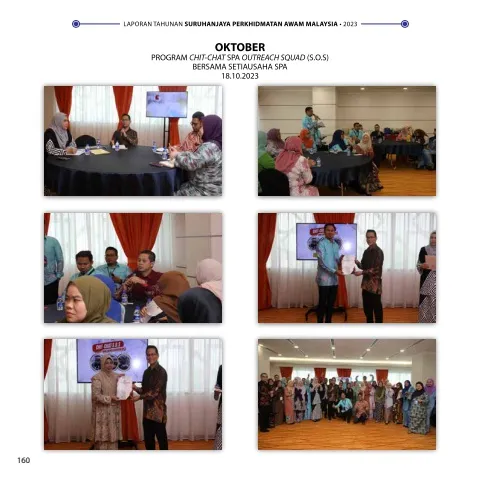 LAPORAN TAHUNAN SURUHANJAYA PERKHIDMATAN AWAM MALAYSIA • 2023
OKTOBER
PROGRAM CHIT-CHAT SPA OUTREACH SQUAD (S.O.S)
BERSAMA SETIAUSAHA SPA
18.10.2023
160